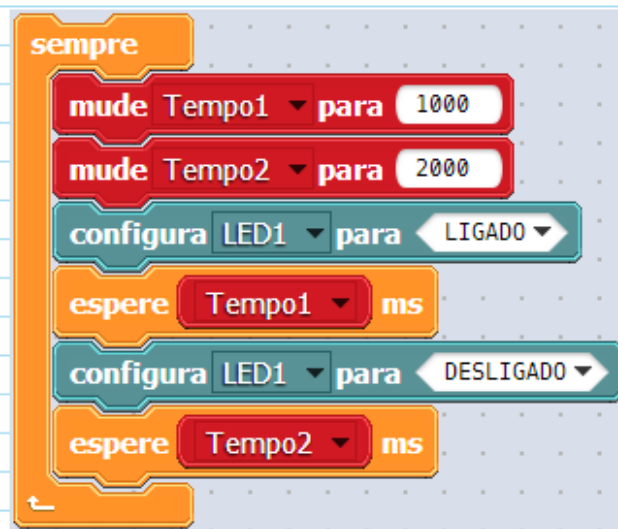 sempre
mude Tempo1 para 1000
mude Tempo2 para 2000
configura LED1 para LIGADO
espere Tempo1 ms
configura LED1 para DESLIGADO
espere Tempo2 ms